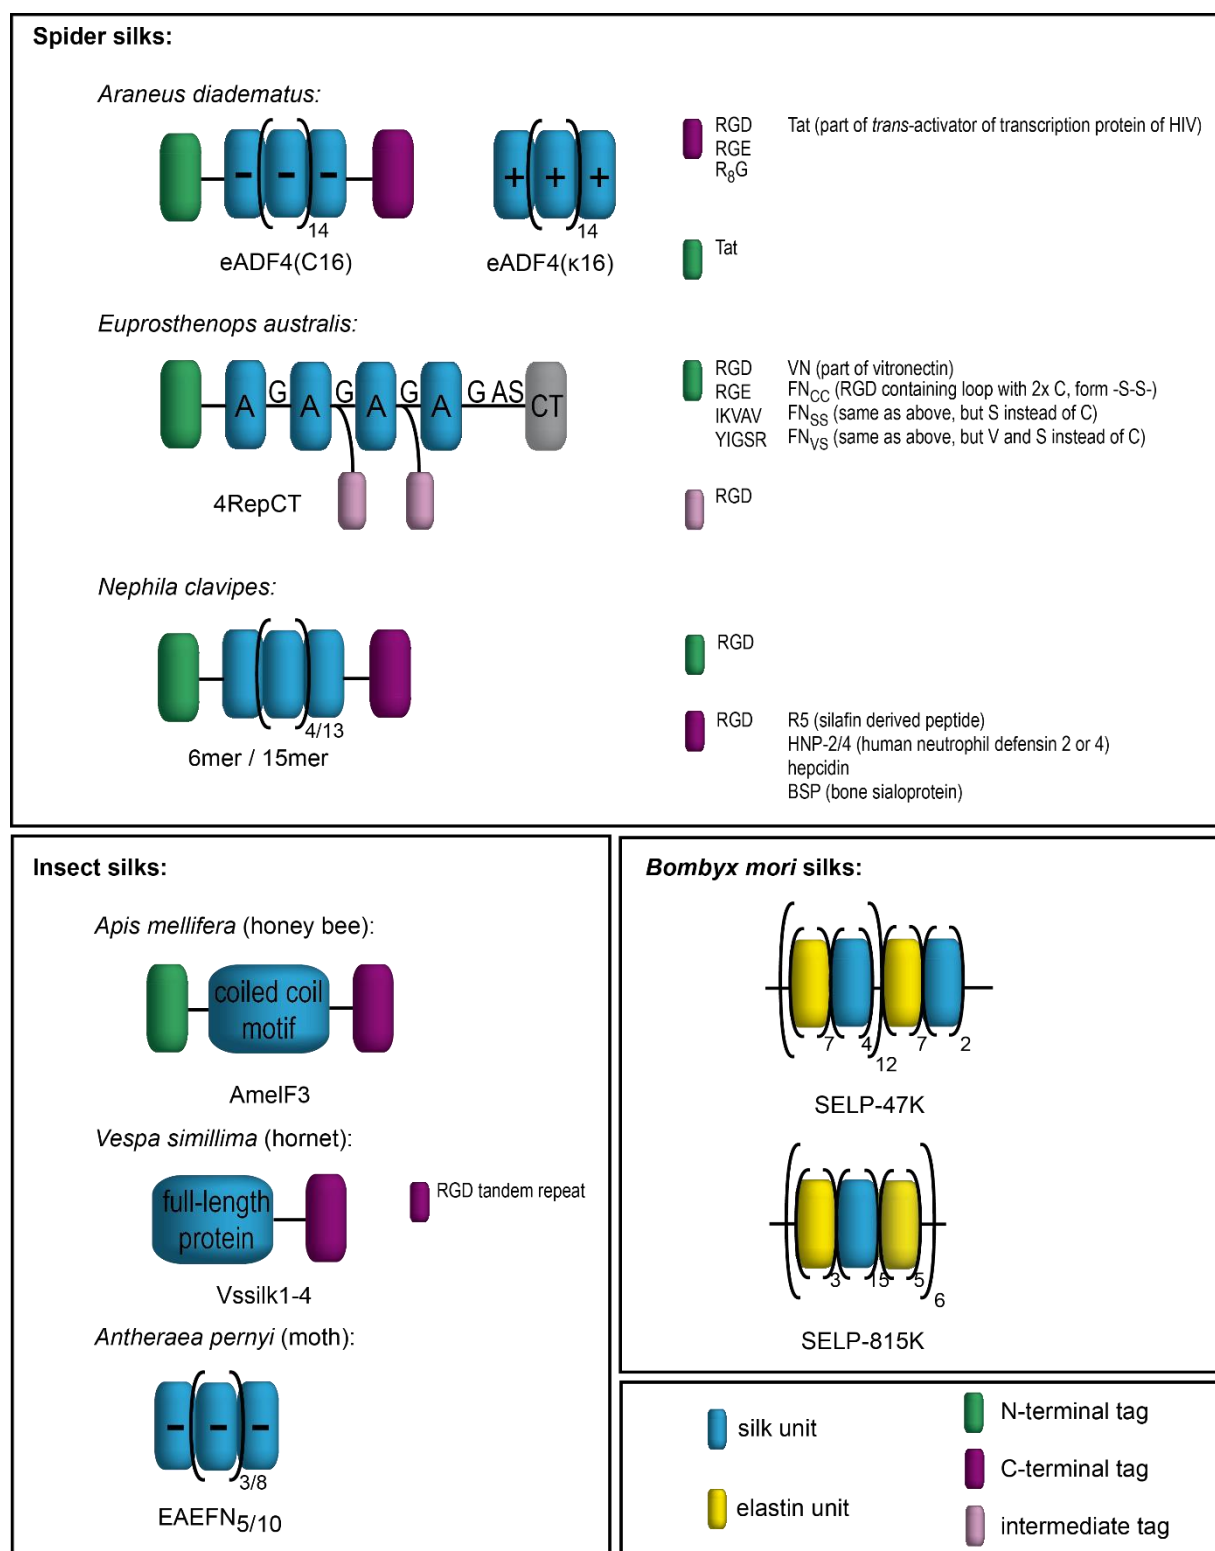 Spider silks:
Araneus diadematus:
- - -
14
eADF4(C16)
+ + +
14
eADF4(κ16)
RGD Tat (part of trans-activator of transcription protein of HIV)
RGE
R8G
Tat
Euprosthenops australis:
A G A G A G A G AS CT
4RepCT
RGD VN (part of vitronectin)
RGE FNCC (RGD containing loop with 2x C, form -S-S-)
IKVAV FNSS (same as above, but S instead of C)
YIGSR FNVS (same as above, but V and S instead of C)
RGD
Nephila clavipes:
4/13
6mer / 15mer
RGD
RGD R5 (silafin derived peptide)
HNP-2/4 (human neutrophil defensin 2 or 4)
hepcidin
BSP (bone sialoprotein)
Insect silks:
Apis mellifera (honey bee):
coiled coil
motif
AmelF3
Vespa simillima (hornet):
full-length
protein
RGD tandem repeat
Vssilk1-4
Antheraea pernyi (moth):
- - -
3/8
EAEFN5/10
Bombyx mori silks:
7 4 12 7 2
SELP-47K
3 15 5 6
SELP-815K
silk unit
elastin unit
N-terminal tag
C-terminal tag
intermediate tag